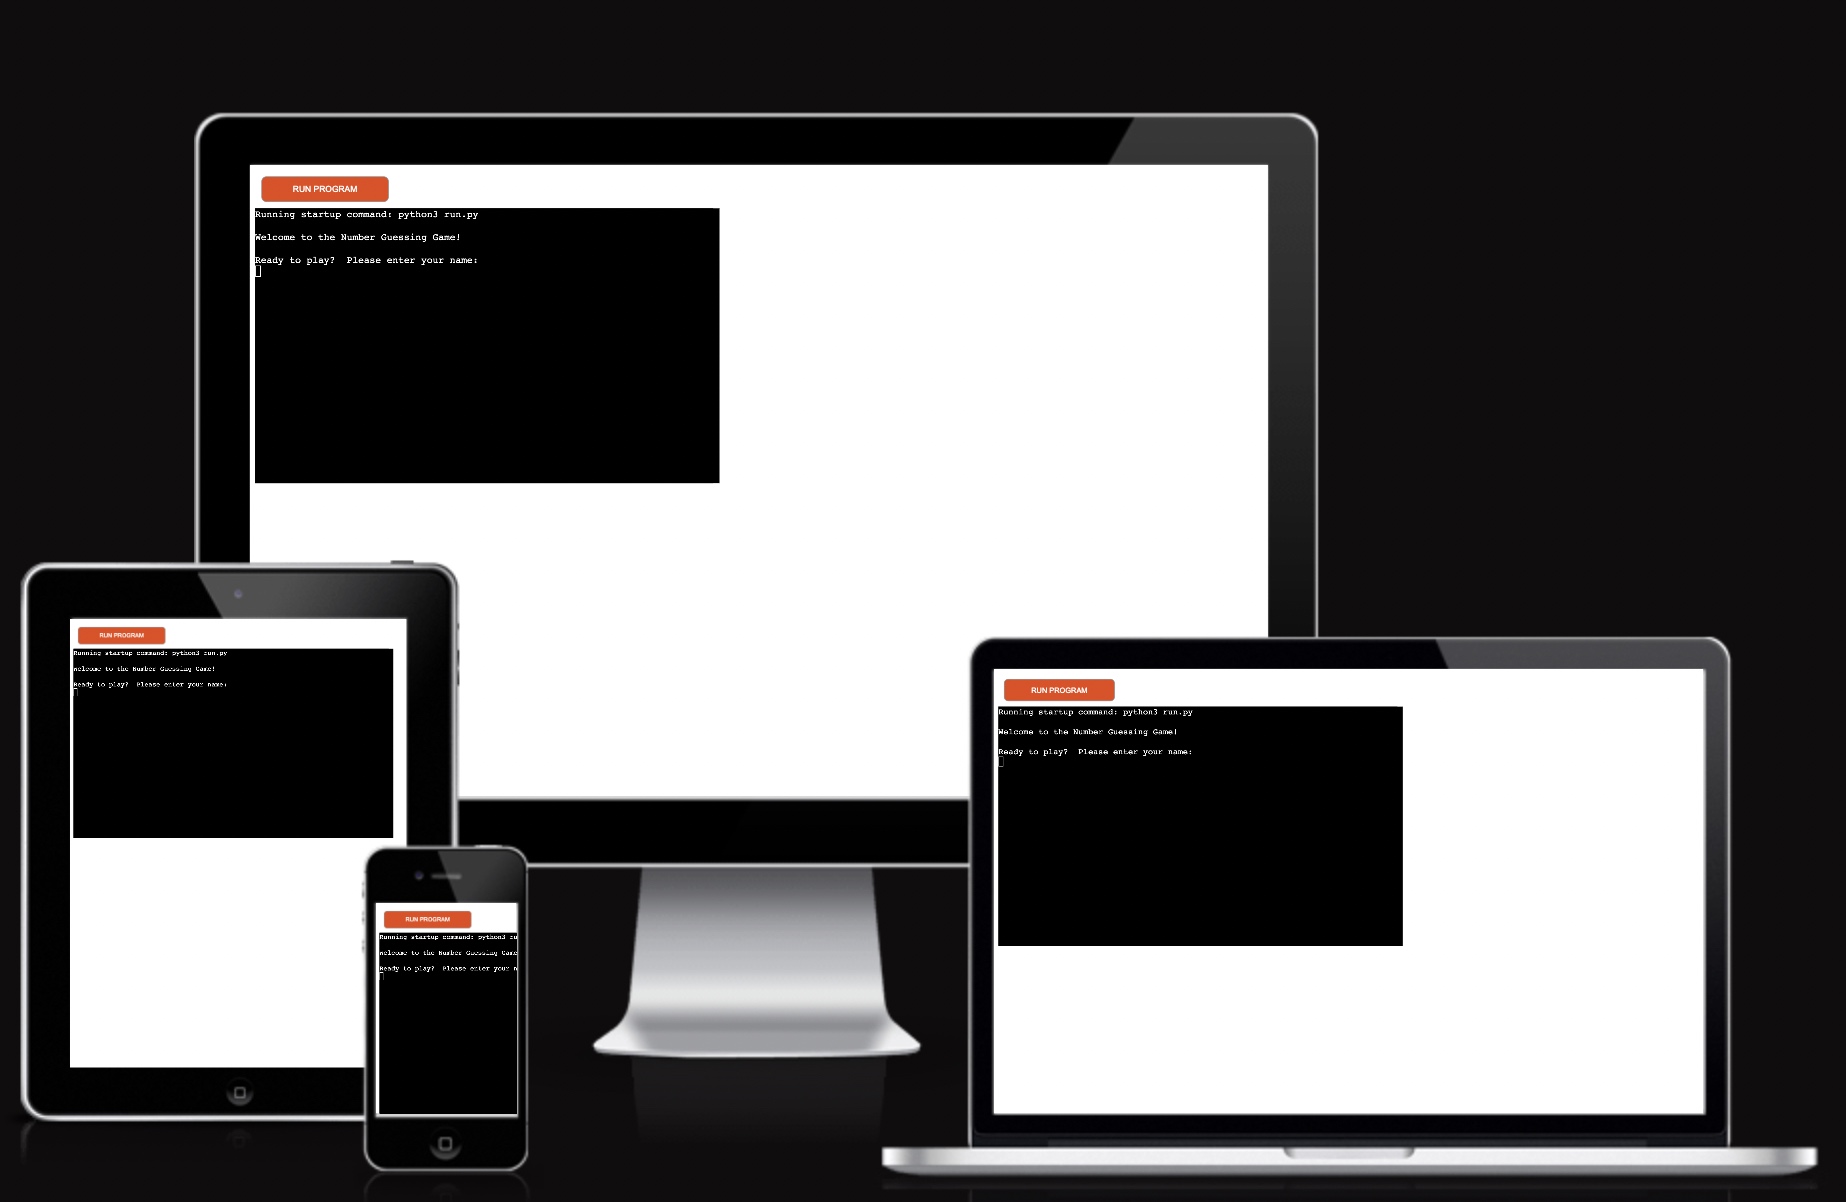 RUN PROGRAM
Running startup command: python3 run.py
Welcome to the Number Guessing Game!
Ready to play?  Please enter your name:
RUN PROGRAM
Running startup command: python3 run.py
Welcome to the Number Guessing Game!
Ready to play?  Please enter your name:
RUN PROGRAM
Running startup command: python3 ru
Welcome to the Number Guessing Game
Ready to play?  Please enter your n
RUN PROGRAM
Running startup command: python3 run.py
Welcome to the Number Guessing Game!
Ready to play?  Please enter your name: